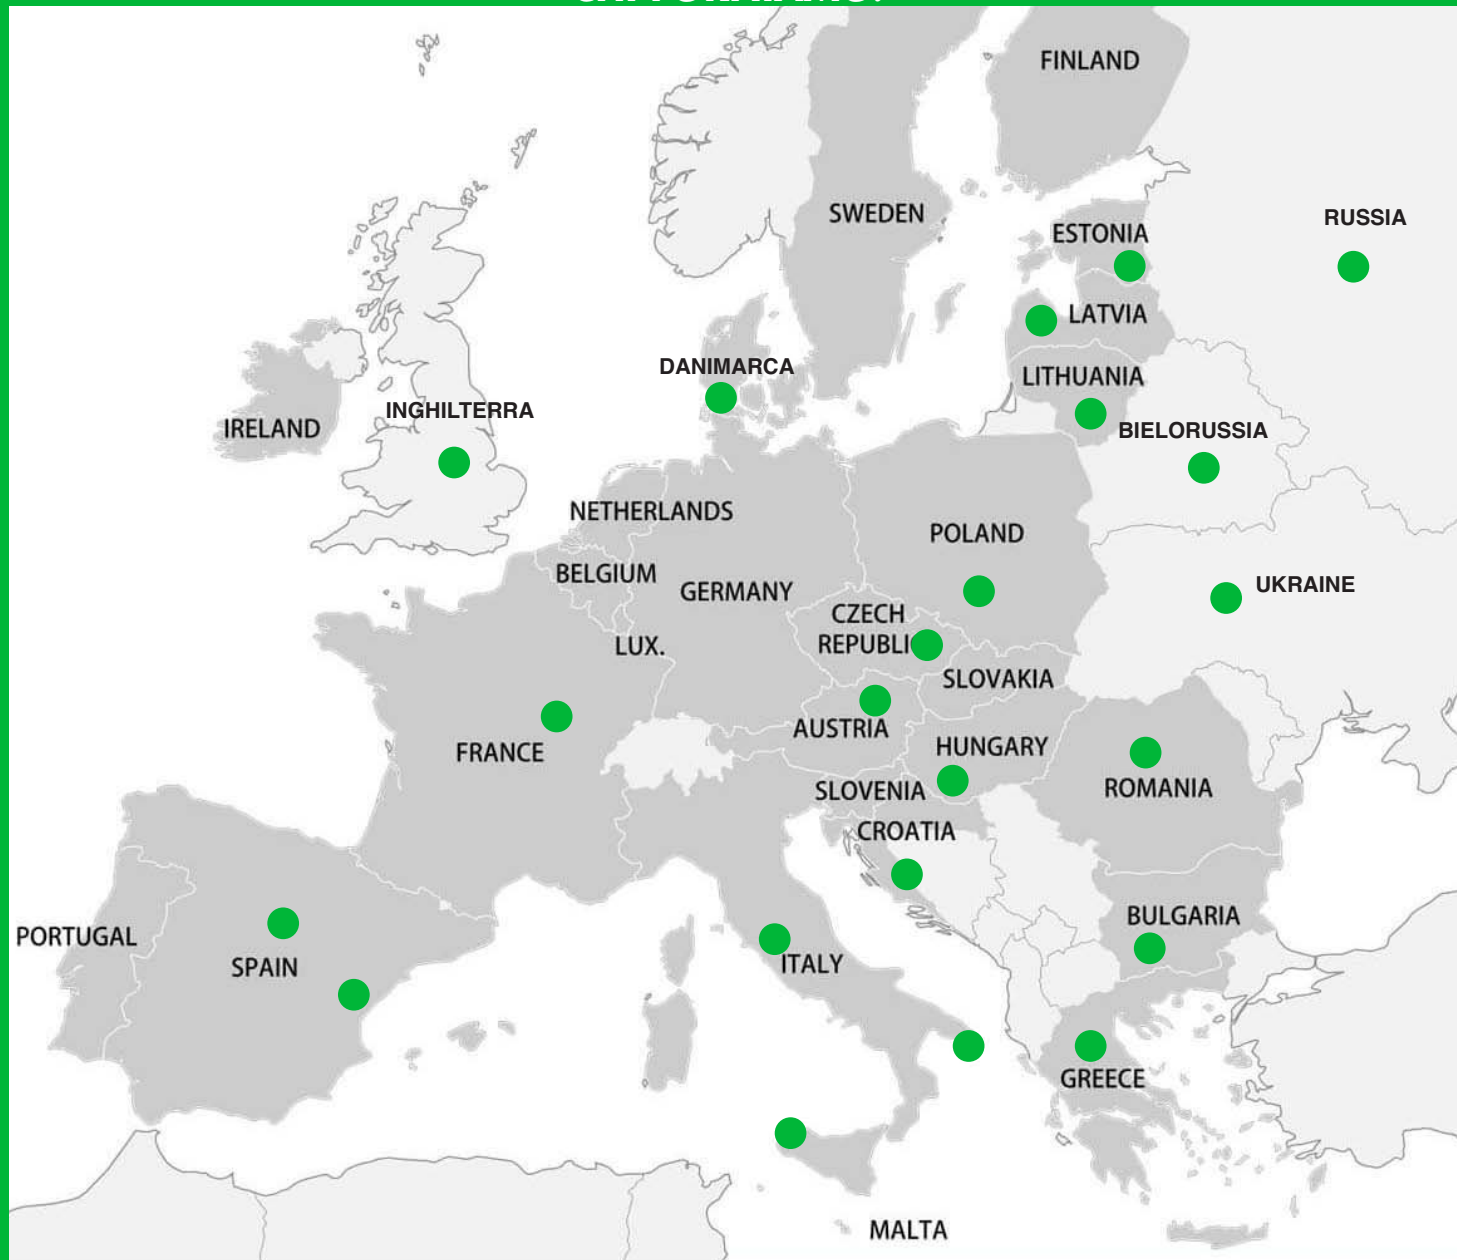 FINLAND
SWEDEN
RUSSIA
ESTONIA
LATVIA
DANIMARCA
LITHUANIA
INGHILTERRA
IRELAND
BIELORUSSIA
NETHERLANDS
POLAND
BELGIUM
GERMANY
UKRAINE
CZECH
REPUBLIC
LUX.
SLOVAKIA
AUSTRIA
FRANCE
HUNGARY
SLOVENIA
ROMANIA
CROATIA
BULGARIA
PORTUGAL
SPAIN
ITALY
GREECE
MALTA